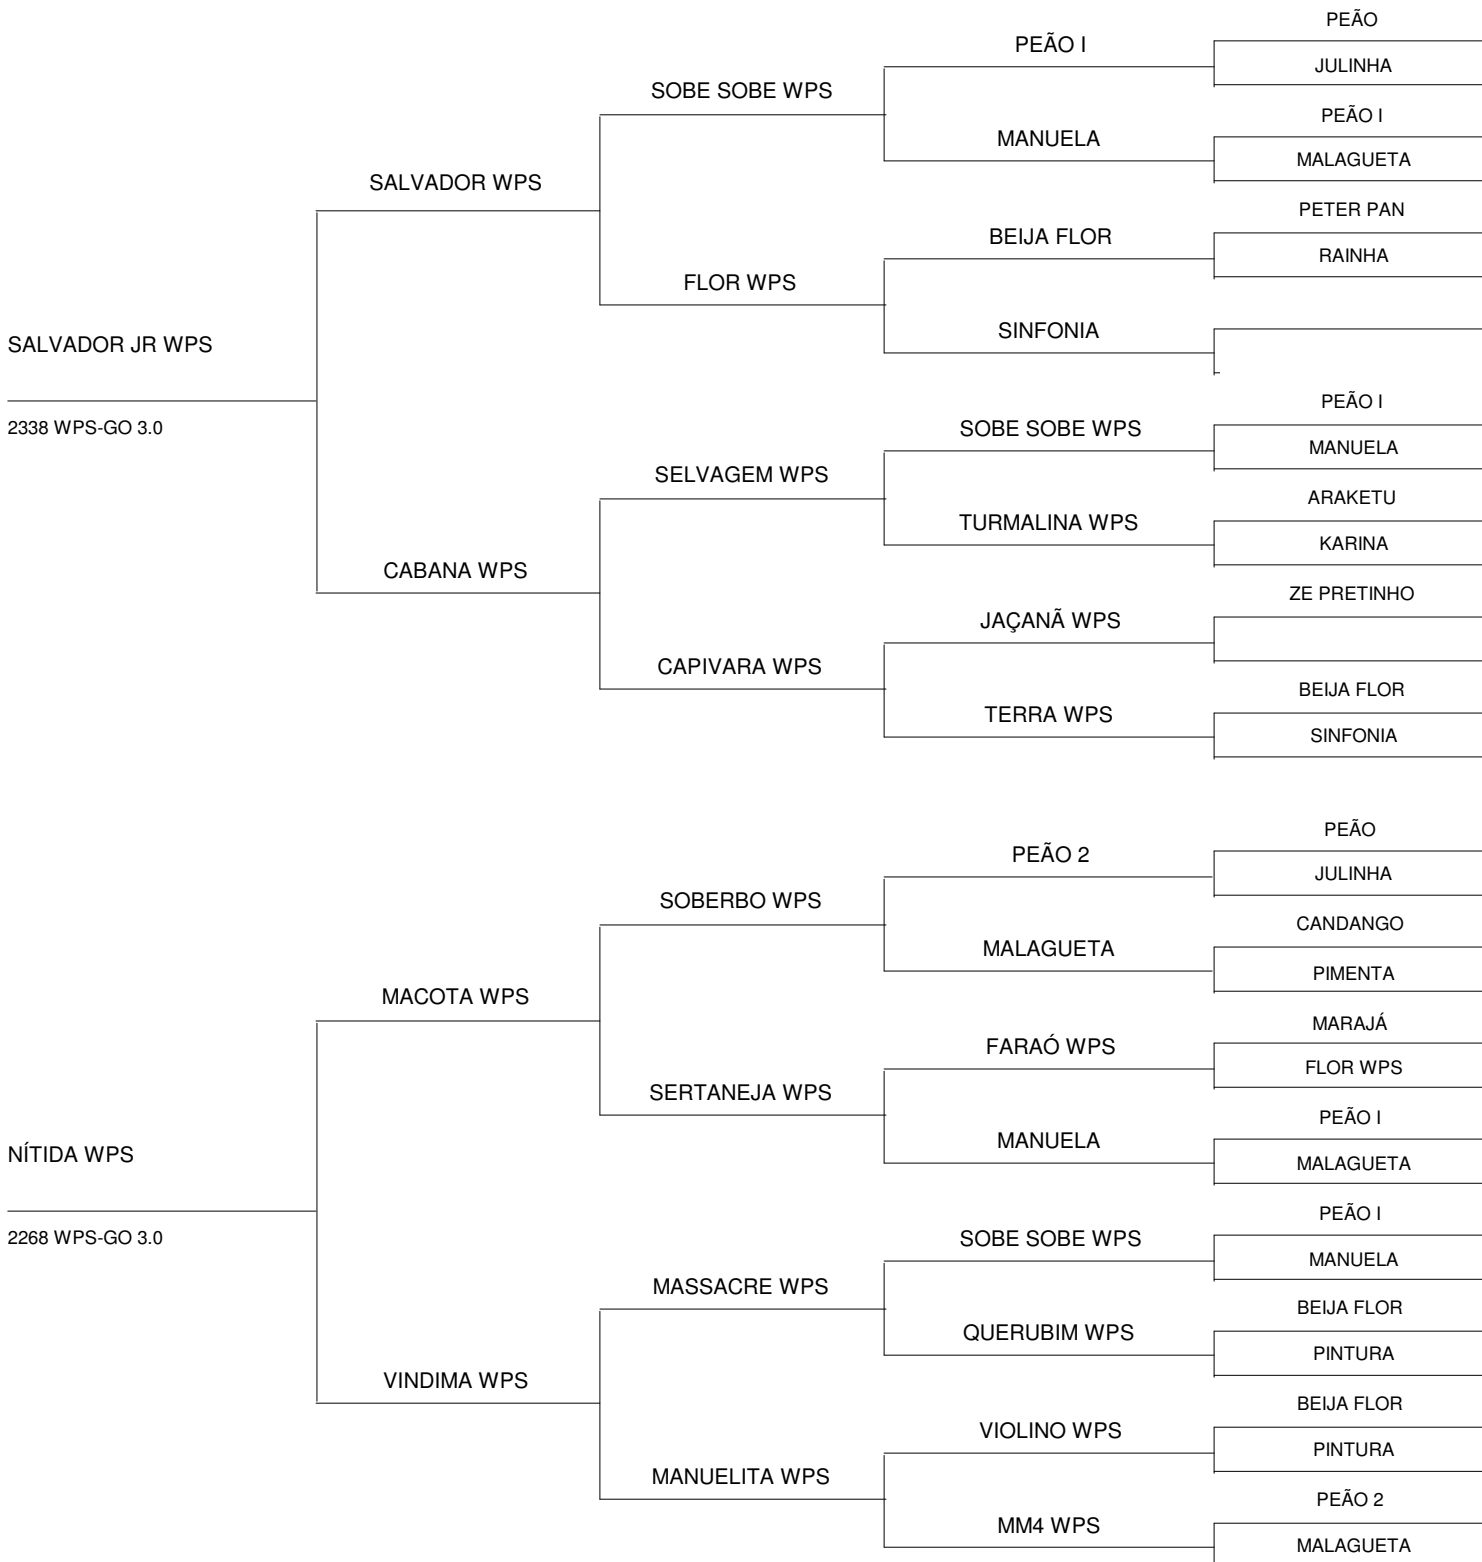 PEÃO
PEÃO I
JULINHA
SOBE SOBE WPS
PEÃO I
MANUELA
MALAGUETA
SALVADOR WPS
PETER PAN
BEIJA FLOR
RAINHA
FLOR WPS
SINFONIA
SALVADOR JR WPS
PEÃO I
2338 WPS-GO 3.0
SOBE SOBE WPS
MANUELA
SELVAGEM WPS
ARAKETU
TURMALINA WPS
KARINA
CABANA WPS
ZE PRETINHO
JAÇANÃ WPS
CAPIVARA WPS
BEIJA FLOR
TERRA WPS
SINFONIA
PEÃO
PEÃO 2
JULINHA
SOBERBO WPS
CANDANGO
MALAGUETA
PIMENTA
MACOTA WPS
MARAJÁ
FARAÓ WPS
FLOR WPS
SERTANEJA WPS
PEÃO I
MANUELA
NÍTIDA WPS
MALAGUETA
PEÃO I
2268 WPS-GO 3.0
SOBE SOBE WPS
MANUELA
MASSACRE WPS
BEIJA FLOR
QUERUBIM WPS
PINTURA
VINDIMA WPS
BEIJA FLOR
VIOLINO WPS
PINTURA
MANUELITA WPS
PEÃO 2
MM4 WPS
MALAGUETA